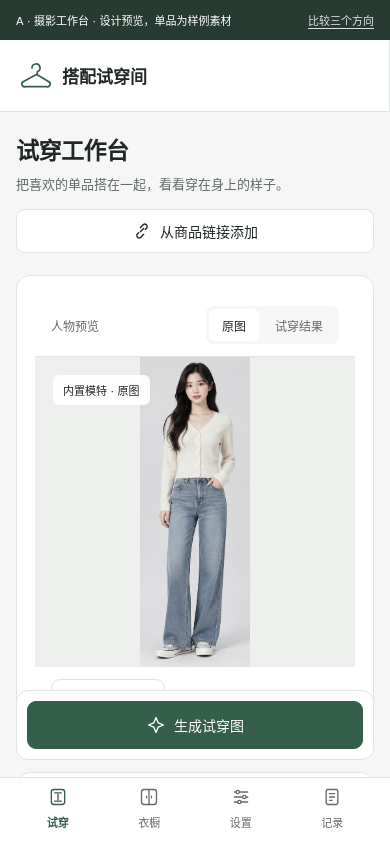 A · 摄影工作台 · 设计预览，单品为样例素材
比较三个方向
搭配试穿间
试穿工作台
把喜欢的单品搭在一起，看看穿在身上的样子。
从商品链接添加
人物预览
原图
试穿结果
内置模特 · 原图
生成试穿图
试穿
衣橱
设置
记录